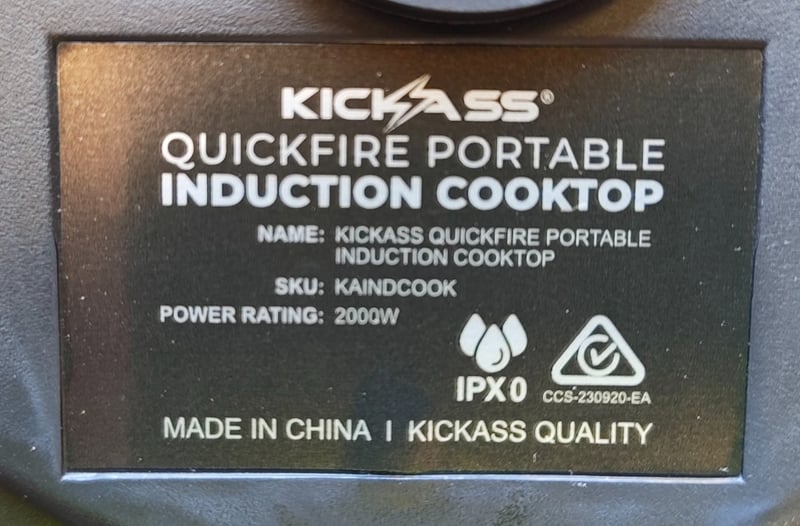 KICKASS®
QUICKFIRE PORTABLE
INDUCTION COOKTOP
NAME: KICKASS QUICKFIRE PORTABLE
INDUCTION COOKTOP
SKU: KAINDCOOK
POWER RATING: 2000W
IPX0
CCS-230920-EA
MADE IN CHINA | KICKASS QUALITY